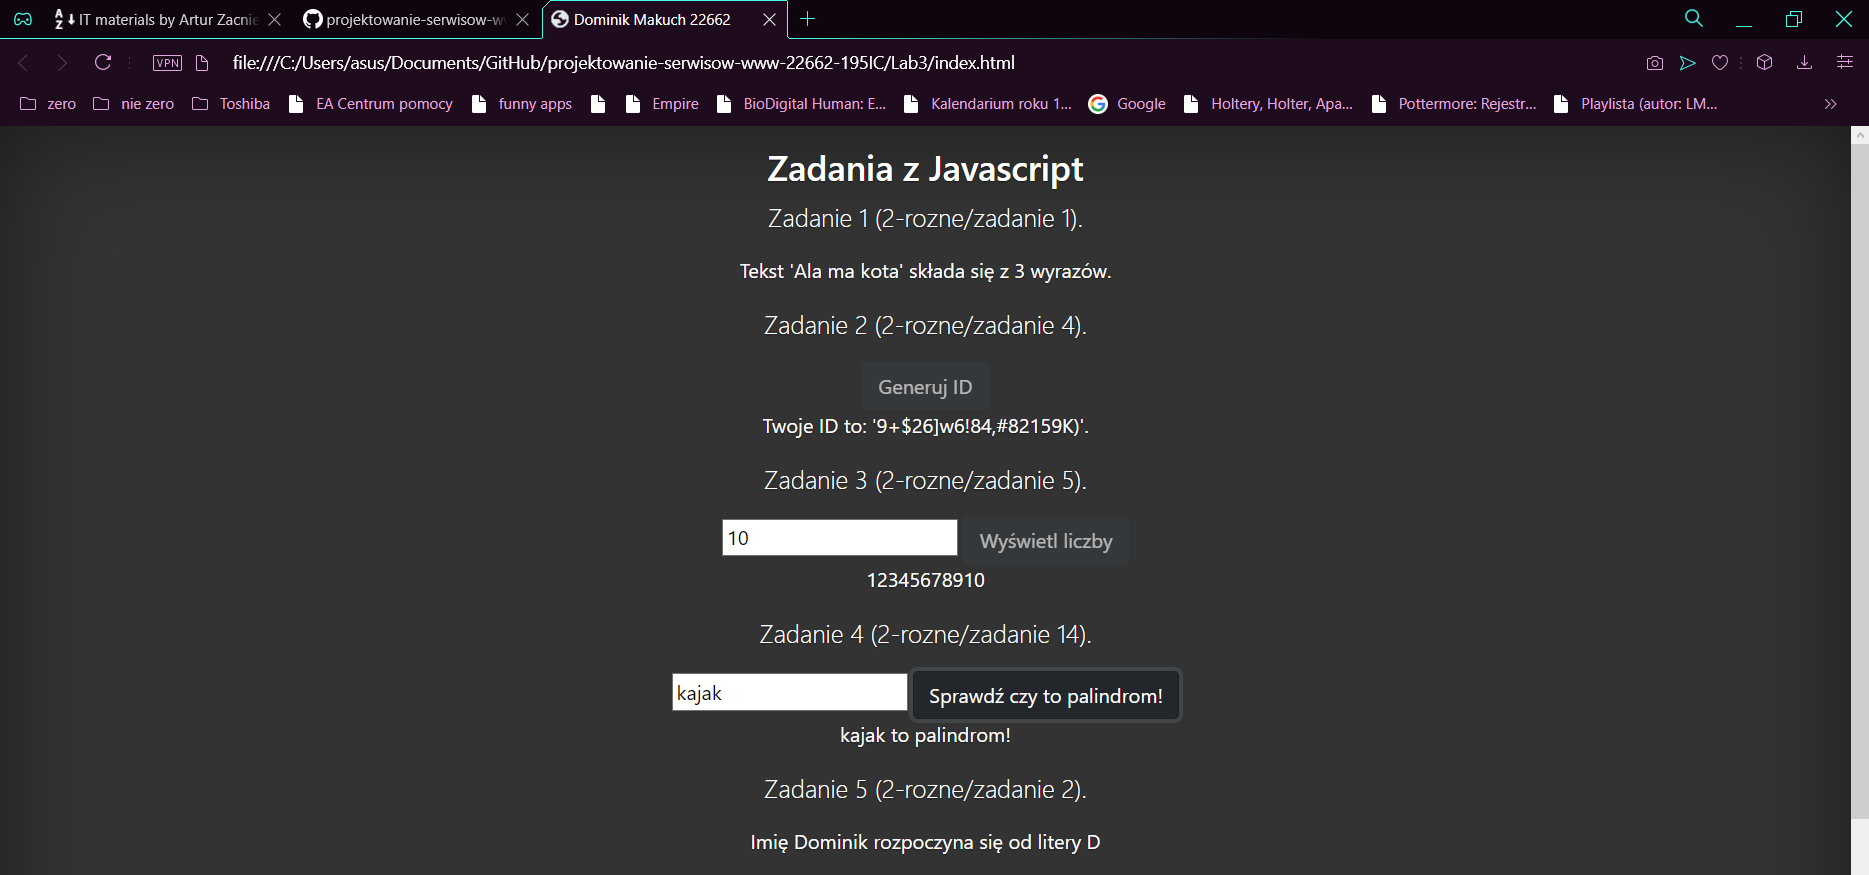 IT materials by Artur Zacnie
projektowanie-serwisow-w
Dominik Makuch 22662
VPN
file:///C:/Users/asus/Documents/GitHub/projektowanie-serwisow-www-22662-195IC/Lab3/index.html
zero nie zero Toshiba EA Centrum pomocy funny apps Empire BioDigital Human: E... Kalendarium roku 1... Google Holtery, Holter, Apa... Pottermore: Rejestr... Playlista (autor: LM...
Zadania z Javascript
Zadanie 1 (2-rozne/zadanie 1).
Tekst 'Ala ma kota' składa się z 3 wyrazów.
Zadanie 2 (2-rozne/zadanie 4).
Generuj ID
Twoje ID to: '9+$26]w6!84,#82159K)'.
Zadanie 3 (2-rozne/zadanie 5).
10 Wyświetl liczby
12345678910
Zadanie 4 (2-rozne/zadanie 14).
kajak Sprawdź czy to palindrom!
kajak to palindrom!
Zadanie 5 (2-rozne/zadanie 2).
Imię Dominik rozpoczyna się od litery D